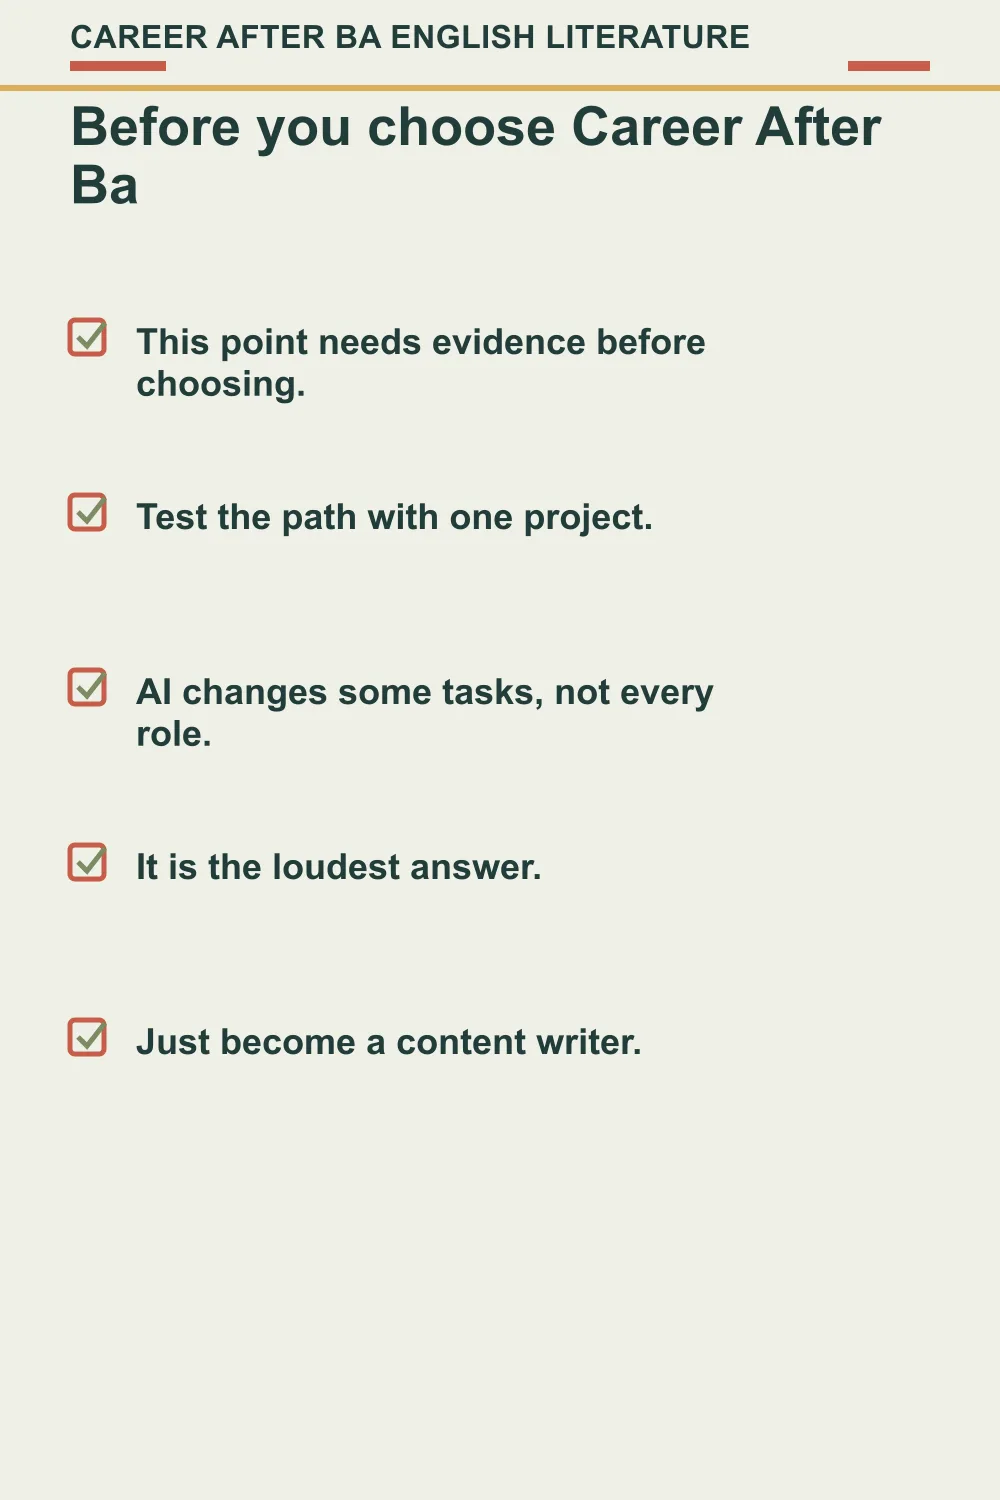 CAREER AFTER BA ENGLISH LITERATURE
Before you choose Career After
Ba
This point needs evidence before
choosing.
Test the path with one project.
AI changes some tasks, not every
role.
It is the loudest answer.
Just become a content writer.